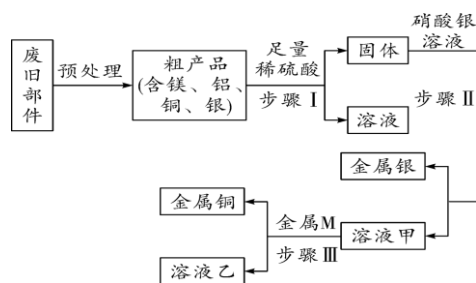 废旧部件
预处理
粗产品
(含镁、铝、
铜、银)
足量
稀硫酸
步骤Ⅰ
固体
溶液
硝酸银
溶液
步骤Ⅱ
金属银
溶液甲
金属M
步骤Ⅲ
金属铜
溶液乙